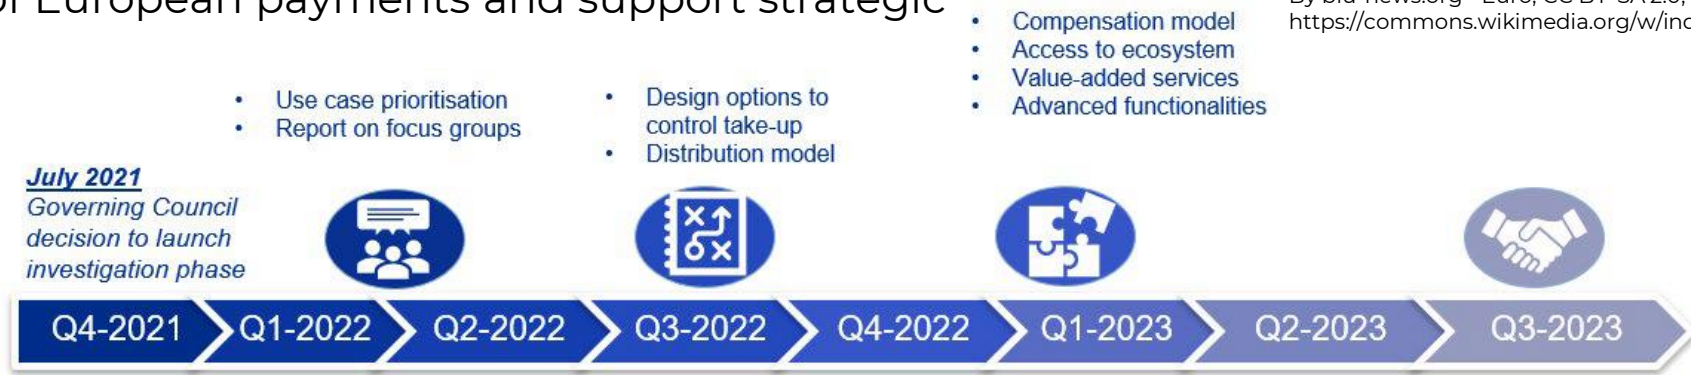 of European payments and support strategic
https://commons.wikimedia.org/w/inc
• Compensation model
• Access to ecosystem
• Value-added services
• Advanced functionalities
• Use case prioritisation
• Report on focus groups
• Design options to
control take-up
• Distribution model
July 2021
Governing Council
decision to launch
investigation phase
Q4-2021
Q1-2022
Q2-2022
Q3-2022
Q4-2022
Q1-2023
Q2-2023
Q3-2023